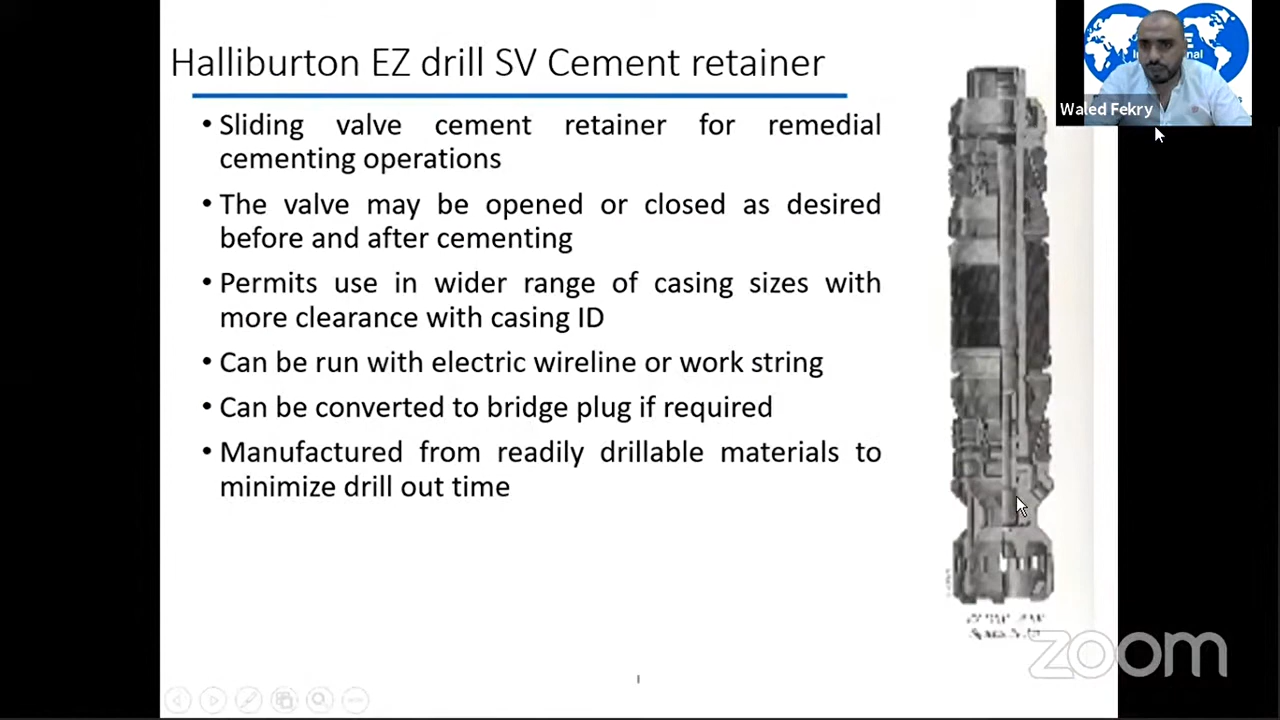 Halliburton EZ drill SV Cement retainer
• Sliding valve cement retainer for remedial
cementing operations
• The valve may be opened or closed as desired
before and after cementing
• Permits use in wider range of casing sizes with
more clearance with casing ID
• Can be run with electric wireline or work string
• Can be converted to bridge plug if required
• Manufactured from readily drillable materials to
minimize drill out time
Waled Fekry
zoom